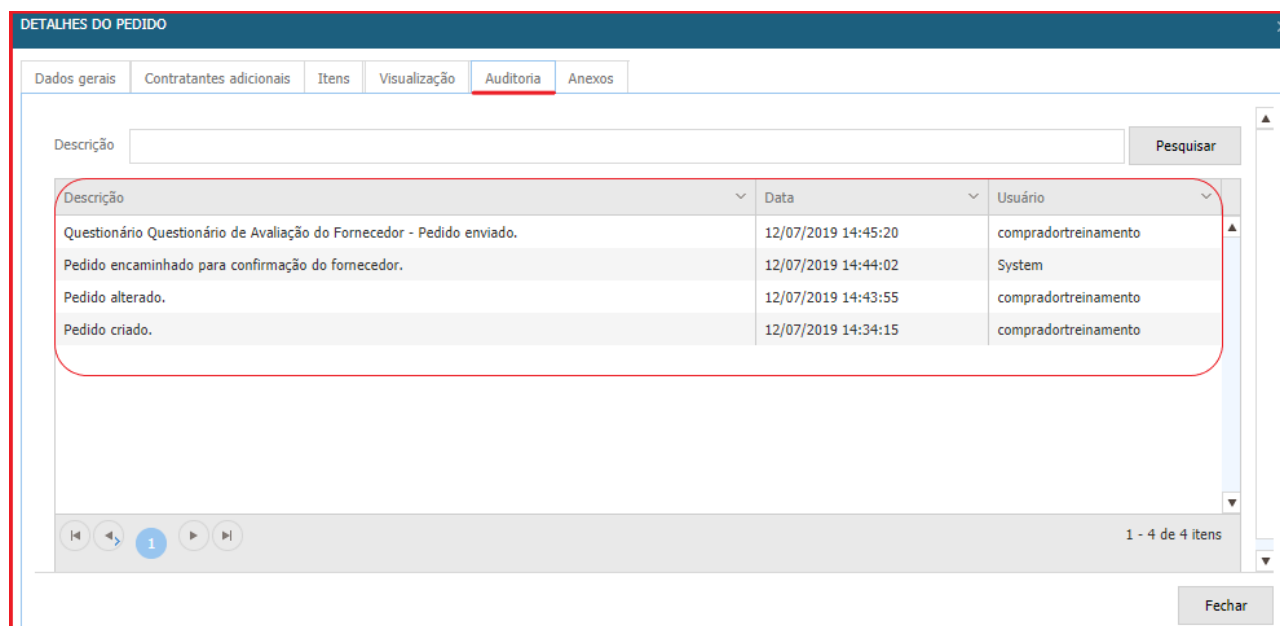 DETALHES DO PEDIDO
Dados gerais Contratantes adicionais Itens Visualização Auditoria Anexos
Descrição Pesquisar
Descrição Data Usuário
Questionário Questionário de Avaliação do Fornecedor - Pedido enviado. 12/07/2019 14:45:20 compradortreinamento
Pedido encaminhado para confirmação do fornecedor. 12/07/2019 14:44:02 System
Pedido alterado. 12/07/2019 14:43:55 compradortreinamento
Pedido criado. 12/07/2019 14:34:15 compradortreinamento
1 1 - 4 de 4 itens
Fechar